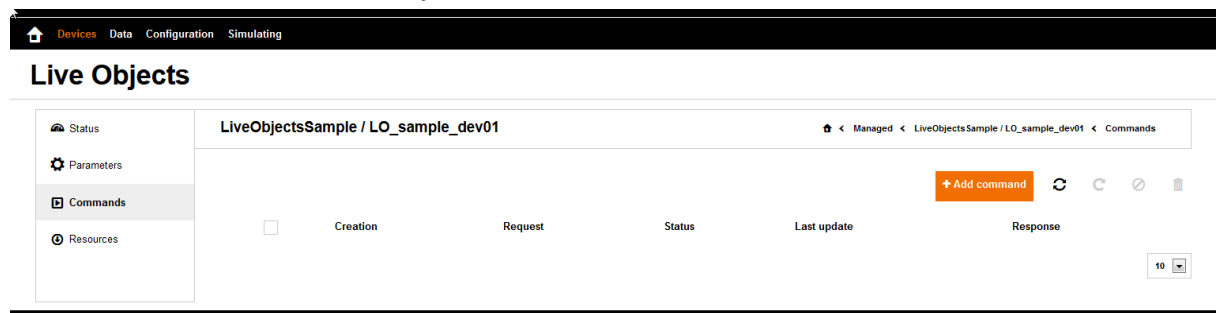 Devices Data Configuration Simulating
Live Objects
Status
LiveObjectsSample / LO_sample_dev01
Managed < LiveObjectsSample / LO_sample_dev01 < Commands
Parameters
+ Add command
Commands
Creation Request Status Last update Response
Resources
10